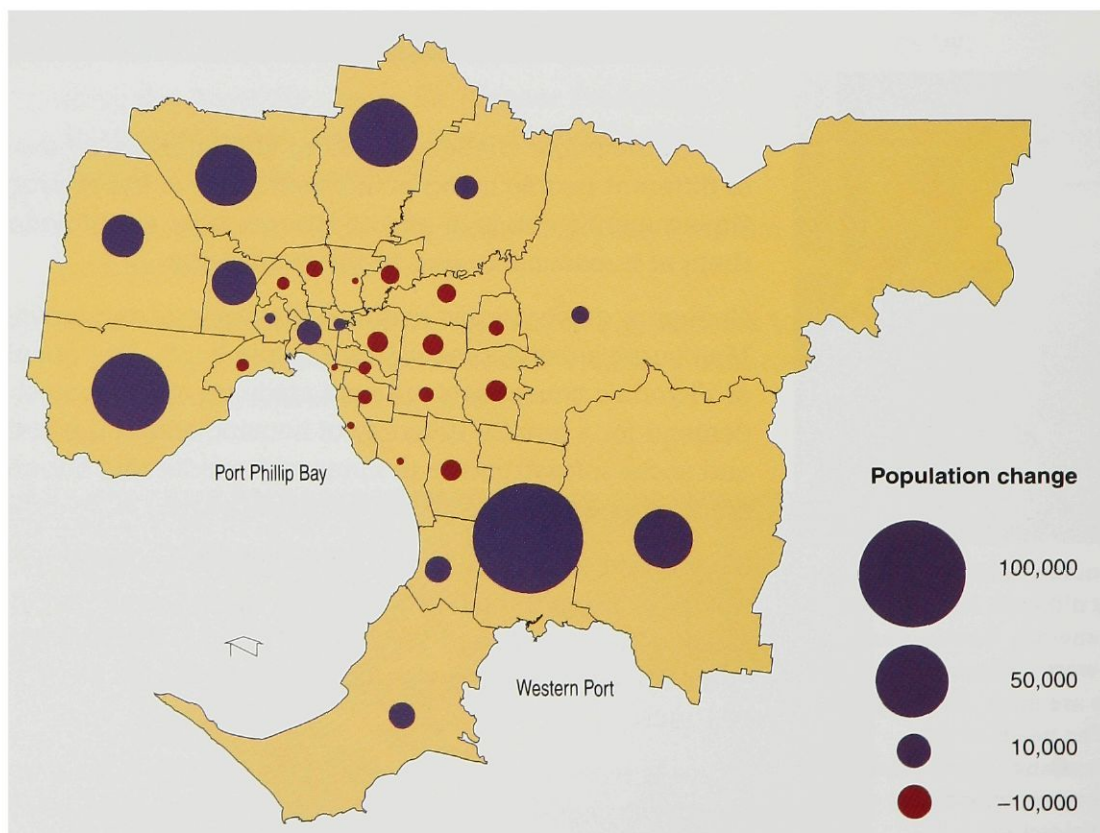 Port Phillip Bay
Western Port
Population change
100,000
50,000
10,000
–10,000